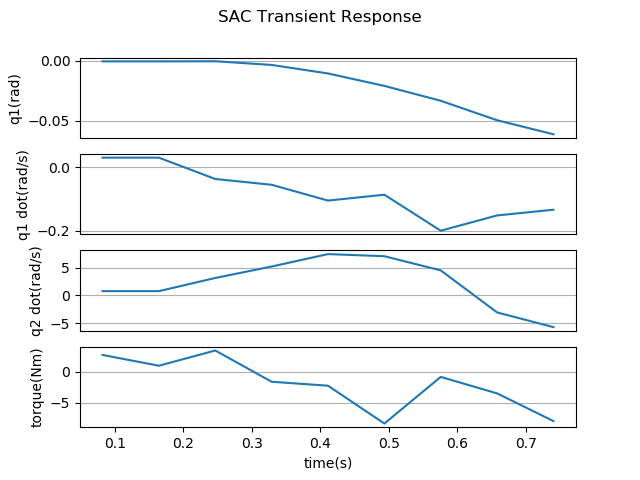 SAC Transient Response
0.00
−0.05
q1(rad)
0.0
−0.2
q1 dot(rad/s)
5
0
−5
q2 dot(rad/s)
0
−5
torque(Nm)
0.1 0.2 0.3 0.4 0.5 0.6 0.7
time(s)